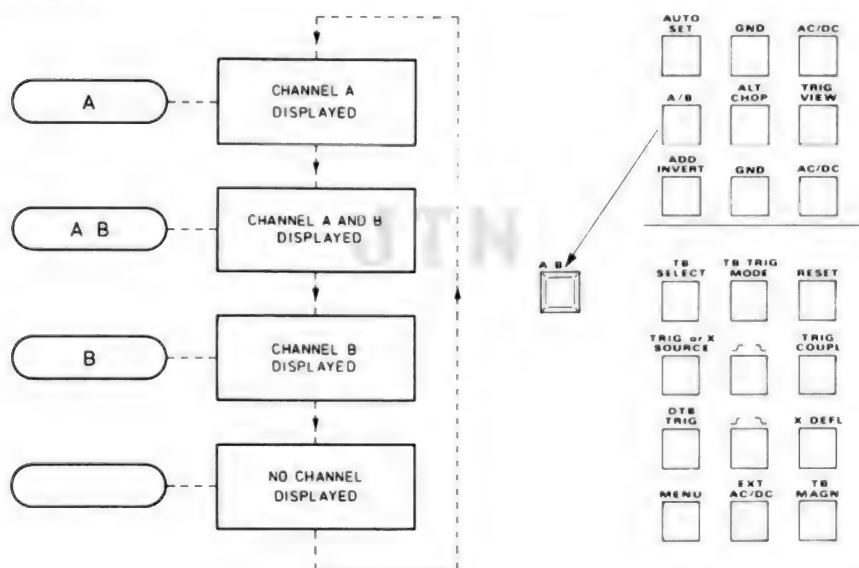 A
CHANNEL A
DISPLAYED
A B
CHANNEL A AND B
DISPLAYED
B
CHANNEL B
DISPLAYED
NO CHANNEL
DISPLAYED
JTN
A B
AUTO
SET
GND
AC/DC
A/B
ALT
CHOP
TRIG
VIEW
ADD
INVERT
GND
AC/DC
TB
SELECT
TB TRIG
MODE
RESET
TRIG or X
SOURCE
TRIG
COUPL
DTB
TRIG
X DEFL
MENU
EXT
AC/DC
TB
MAGN